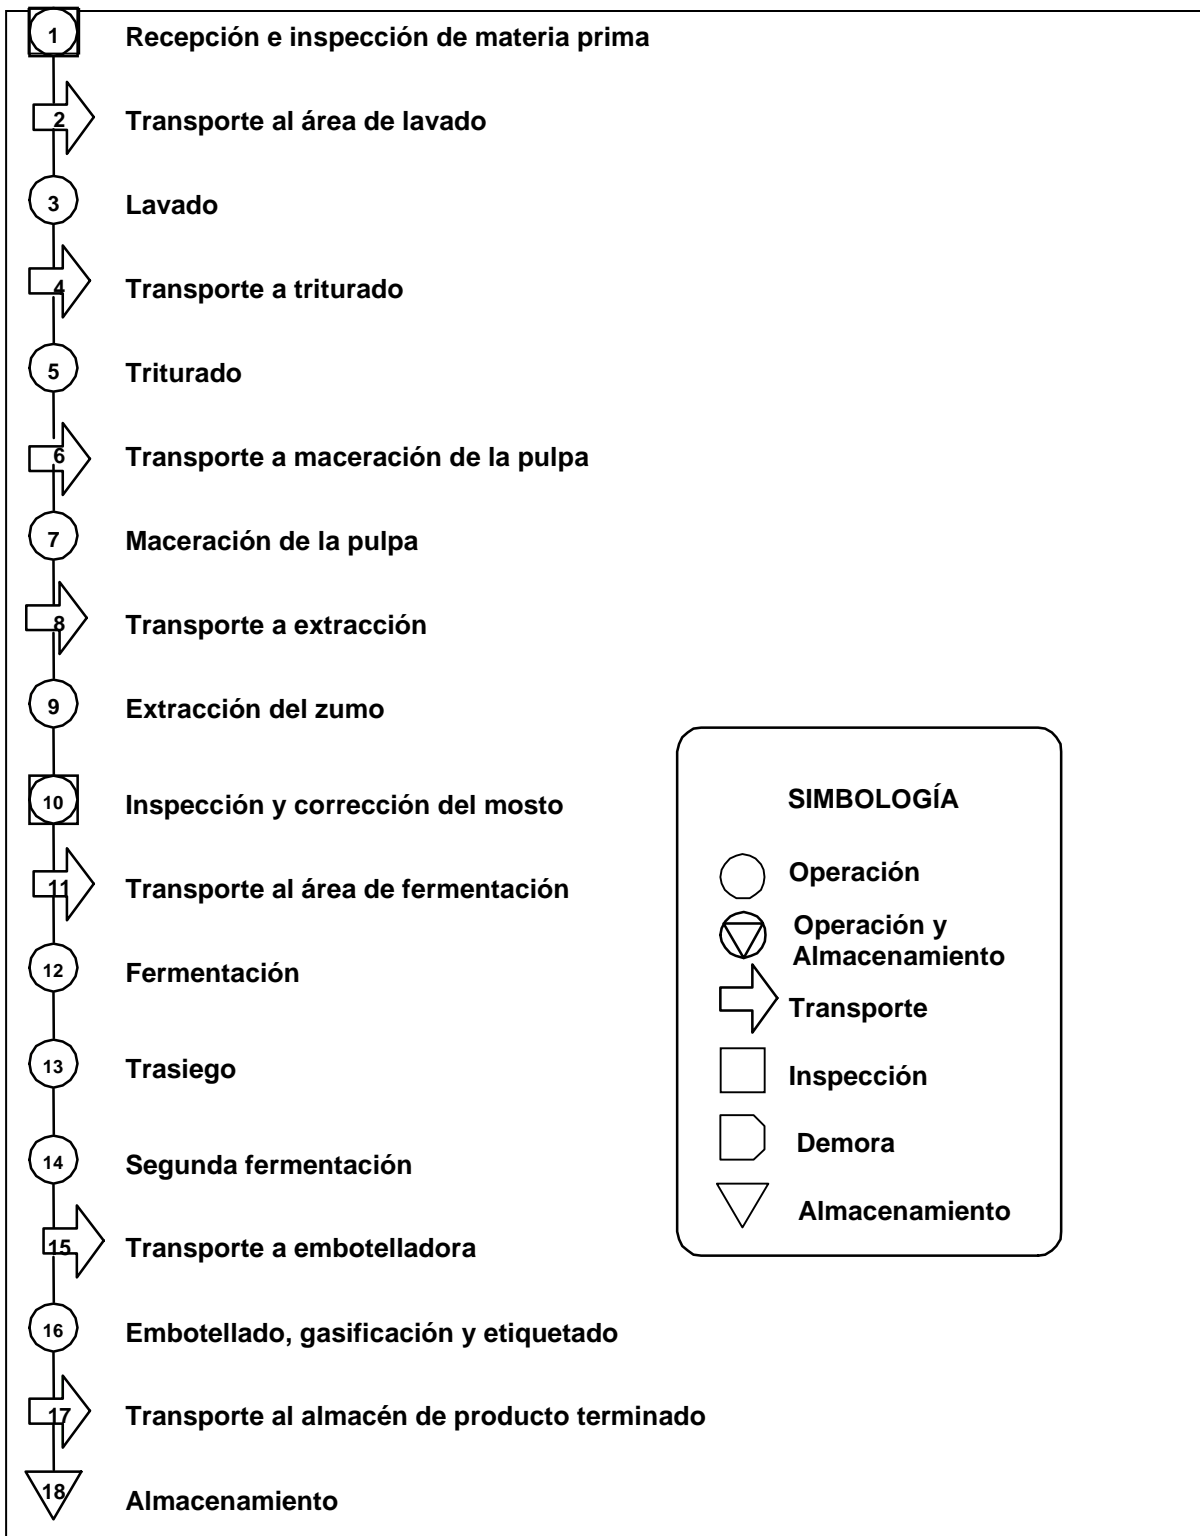 1 Recepción e inspección de materia prima
2 Transporte al área de lavado
3 Lavado
4 Transporte a triturado
5 Triturado
6 Transporte a maceración de la pulpa
7 Maceración de la pulpa
8 Transporte a extracción
9 Extracción del zumo
10 Inspección y corrección del mosto
11 Transporte al área de fermentación
12 Fermentación
13 Trasiego
14 Segunda fermentación
15 Transporte a embotelladora
16 Embotellado, gasificación y etiquetado
17 Transporte al almacén de producto terminado
18 Almacenamiento
SIMBOLOGÍA
Operación
Operación y
Almacenamiento
Transporte
Inspección
Demora
Almacenamiento